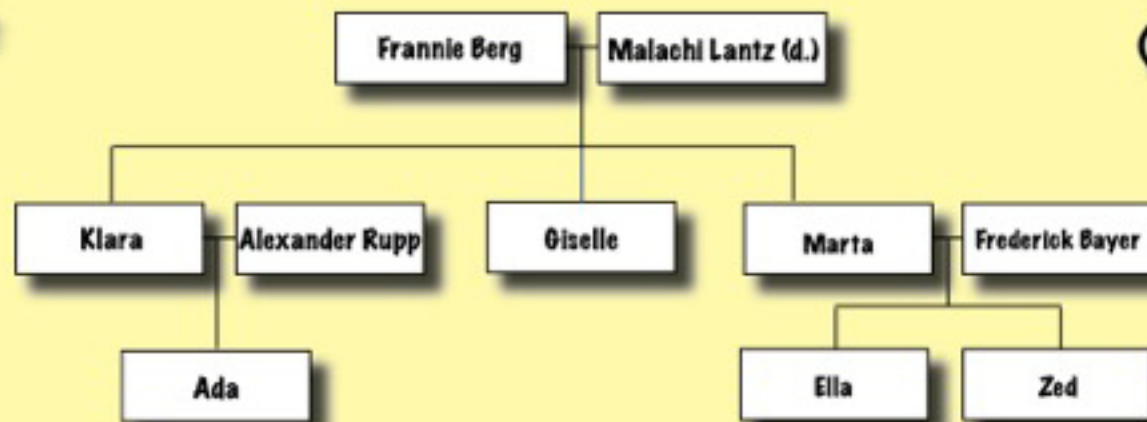 Frannie Berg
Malachi Lantz (d.)
Klara
Alexander Rupp
Giselle
Marta
Frederick Bayer
Ada
Ella
Zed